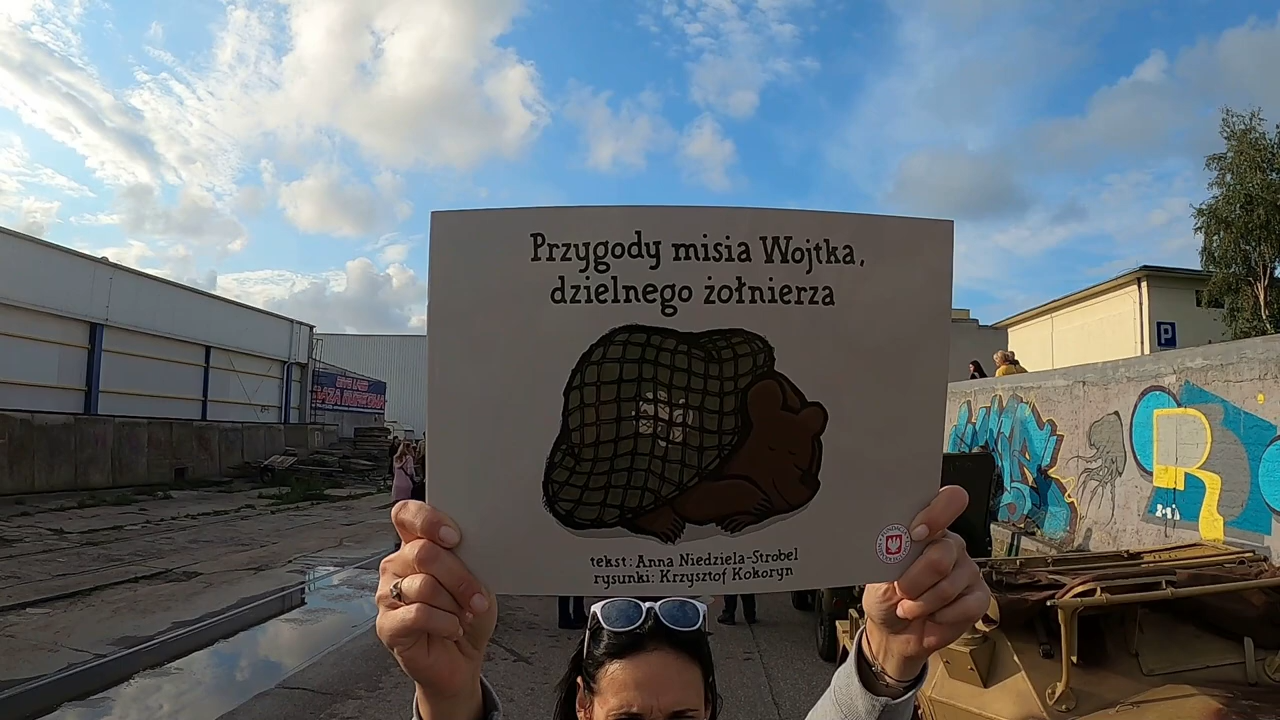 Przygody misia Wojtka,
dzielnego żołnierza
tekst: Anna Niedziela-Strobel
rysunki: Krzysztof Kokoryn
P
R